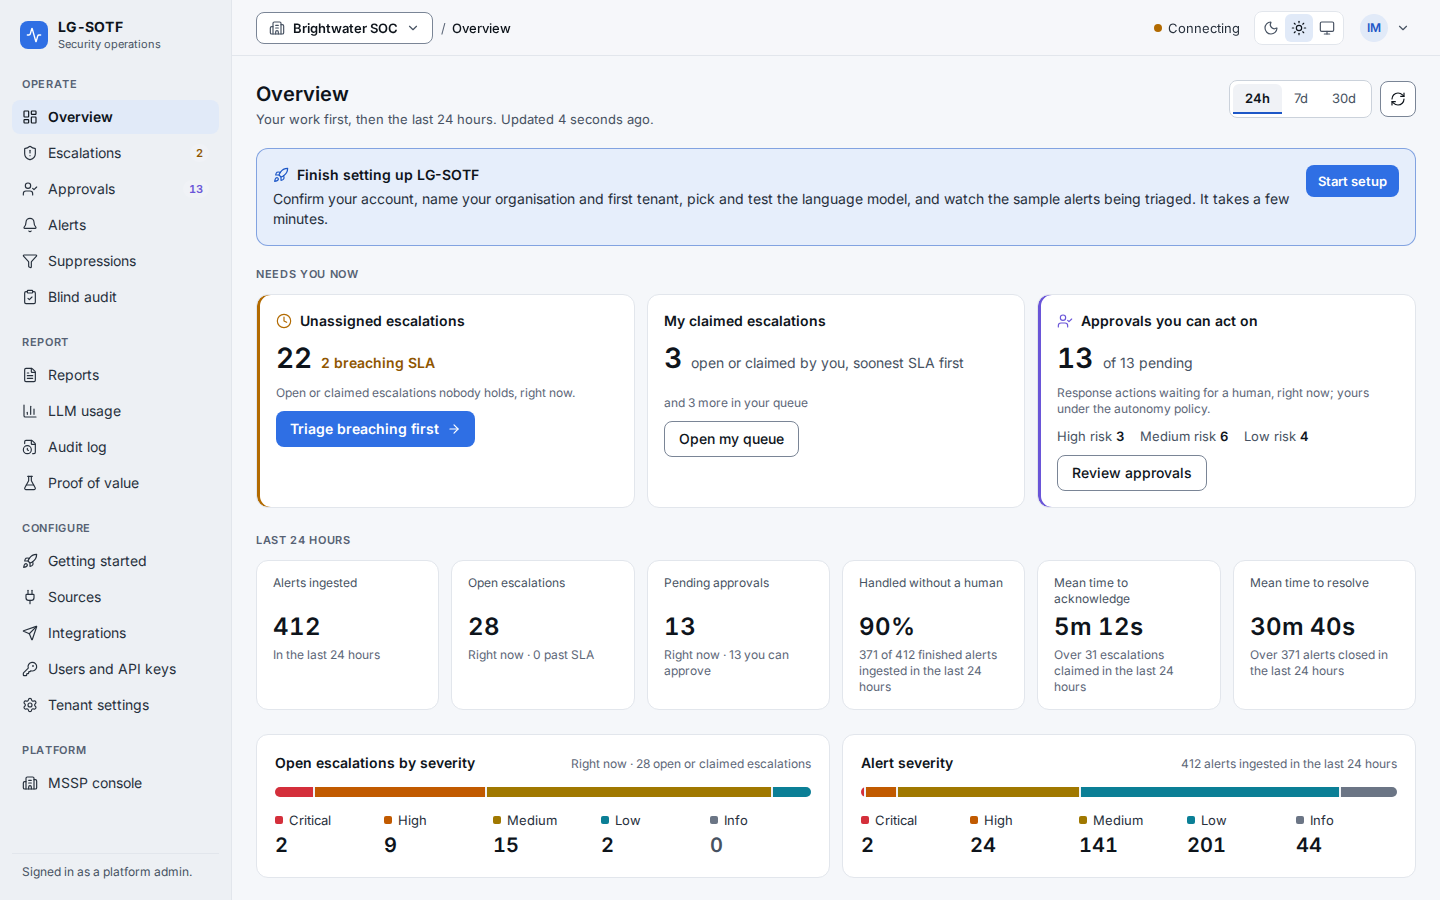 LG-SOTF
Security operations
OPERATE
Overview
Escalations 2
Approvals 13
Alerts
Suppressions
Blind audit
REPORT
Reports
LLM usage
Audit log
Proof of value
CONFIGURE
Getting started
Sources
Integrations
Users and API keys
Tenant settings
PLATFORM
MSSP console
Signed in as a platform admin.
Brightwater SOC / Overview
Connecting
IM
Overview
Your work first, then the last 24 hours. Updated 4 seconds ago.
24h 7d 30d
Finish setting up LG-SOTF
Confirm your account, name your organisation and first tenant, pick and test the language model, and watch the sample alerts being triaged. It takes a few
minutes.
Start setup
NEEDS YOU NOW
Unassigned escalations
22 2 breaching SLA
Open or claimed escalations nobody holds, right now.
Triage breaching first
My claimed escalations
3 open or claimed by you, soonest SLA first
and 3 more in your queue
Open my queue
Approvals you can act on
13 of 13 pending
Response actions waiting for a human, right now; yours
under the autonomy policy.
High risk 3 Medium risk 6 Low risk 4
Review approvals
LAST 24 HOURS
Alerts ingested
412
In the last 24 hours
Open escalations
28
Right now · 0 past SLA
Pending approvals
13
Right now · 13 you can
approve
Handled without a human
90%
371 of 412 finished alerts
ingested in the last 24
hours
Mean time to
acknowledge
5m 12s
Over 31 escalations
claimed in the last 24
hours
Mean time to resolve
30m 40s
Over 371 alerts closed in
the last 24 hours
Open escalations by severity
Right now · 28 open or claimed escalations
Critical High Medium Low Info
2 9 15 2 0
Alert severity
412 alerts ingested in the last 24 hours
Critical High Medium Low Info
2 24 141 201 44